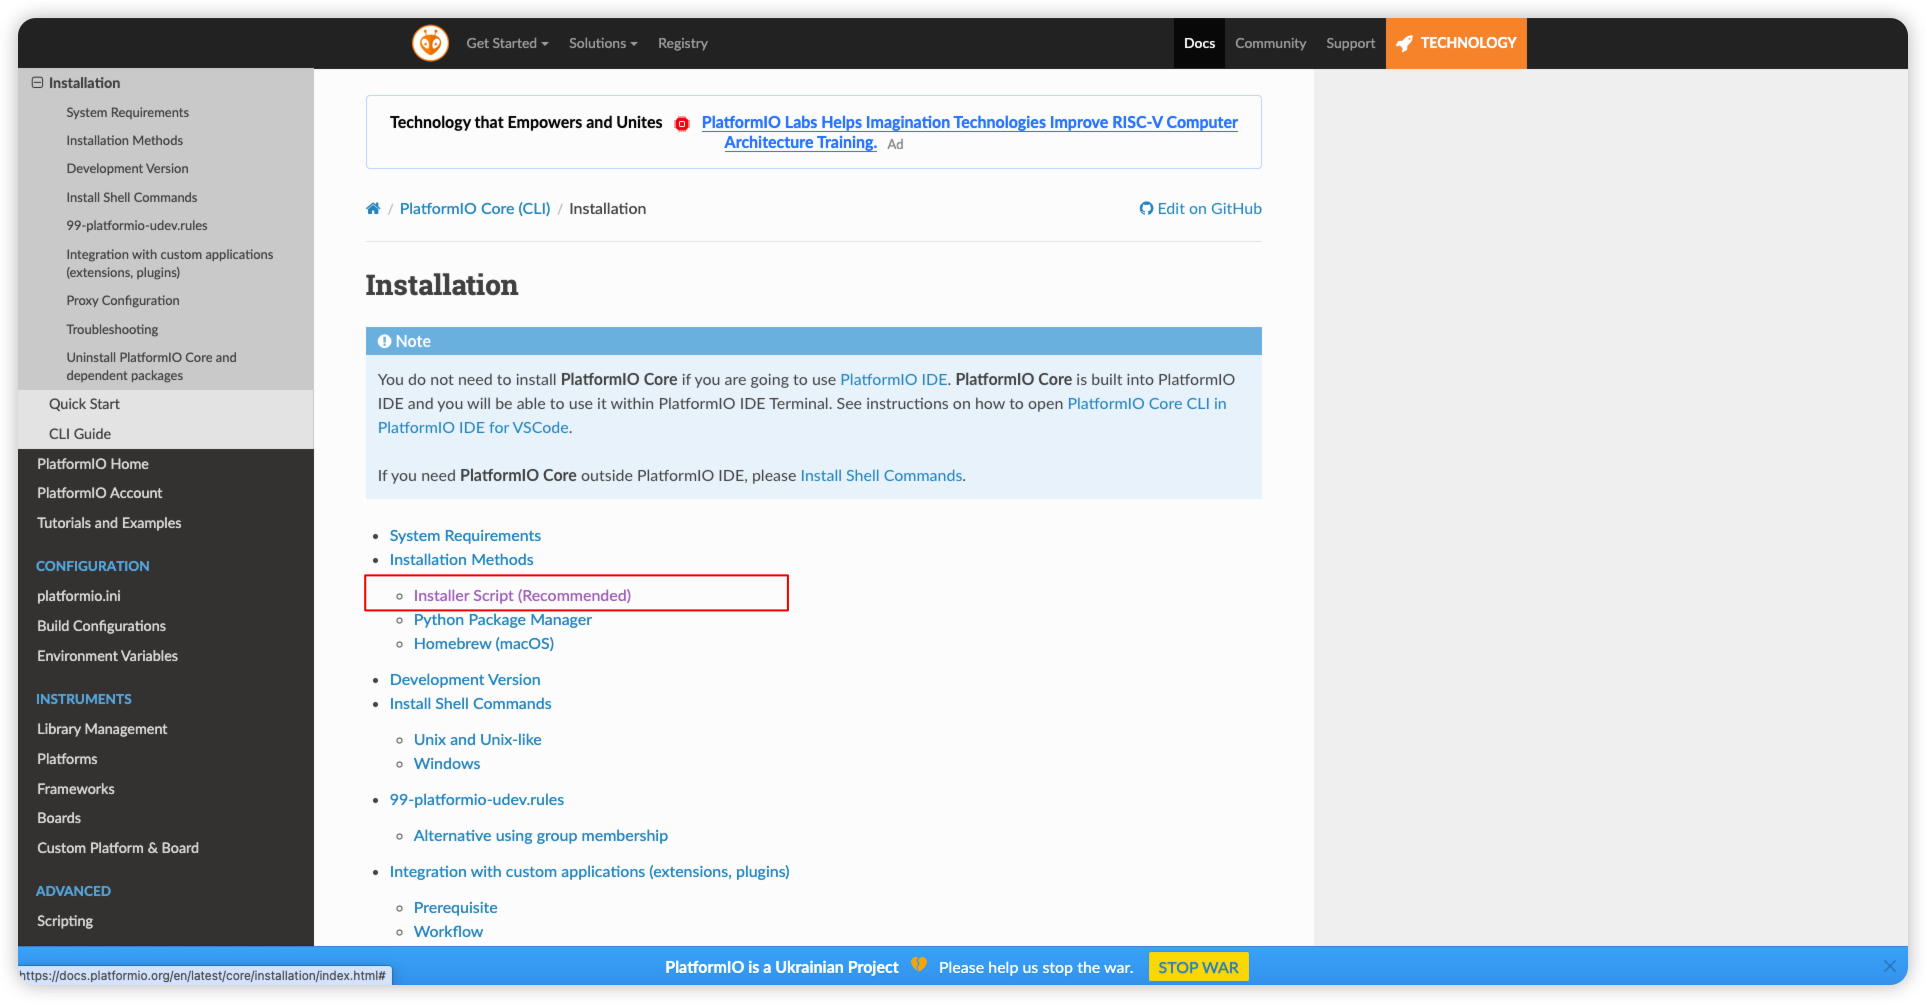 Get Started
Solutions
Registry
Docs
Community
Support
TECHNOLOGY
Installation
System Requirements
Installation Methods
Development Version
Install Shell Commands
99-platformio-udev.rules
Integration with custom applications
(extensions, plugins)
Proxy Configuration
Troubleshooting
Uninstall PlatformIO Core and
dependent packages
Quick Start
CLI Guide
PlatformIO Home
PlatformIO Account
Tutorials and Examples
CONFIGURATION
platformio.ini
Build Configurations
Environment Variables
INSTRUMENTS
Library Management
Platforms
Frameworks
Boards
Custom Platform & Board
ADVANCED
Scripting
Technology that Empowers and Unites PlatformIO Labs Helps Imagination Technologies Improve RISC-V Computer
Architecture Training. Ad
/ PlatformIO Core (CLI) / Installation
Edit on GitHub
Installation
Note
You do not need to install PlatformIO Core if you are going to use PlatformIO IDE. PlatformIO Core is built into PlatformIO
IDE and you will be able to use it within PlatformIO IDE Terminal. See instructions on how to open PlatformIO Core CLI in
PlatformIO IDE for VSCode.
If you need PlatformIO Core outside PlatformIO IDE, please Install Shell Commands.
System Requirements
Installation Methods
Installer Script (Recommended)
Python Package Manager
Homebrew (macOS)
Development Version
Install Shell Commands
Unix and Unix-like
Windows
99-platformio-udev.rules
Alternative using group membership
Integration with custom applications (extensions, plugins)
Prerequisite
Workflow
PlatformIO is a Ukrainian Project Please help us stop the war. STOP WAR
https://docs.platformio.org/en/latest/core/installation/index.html#